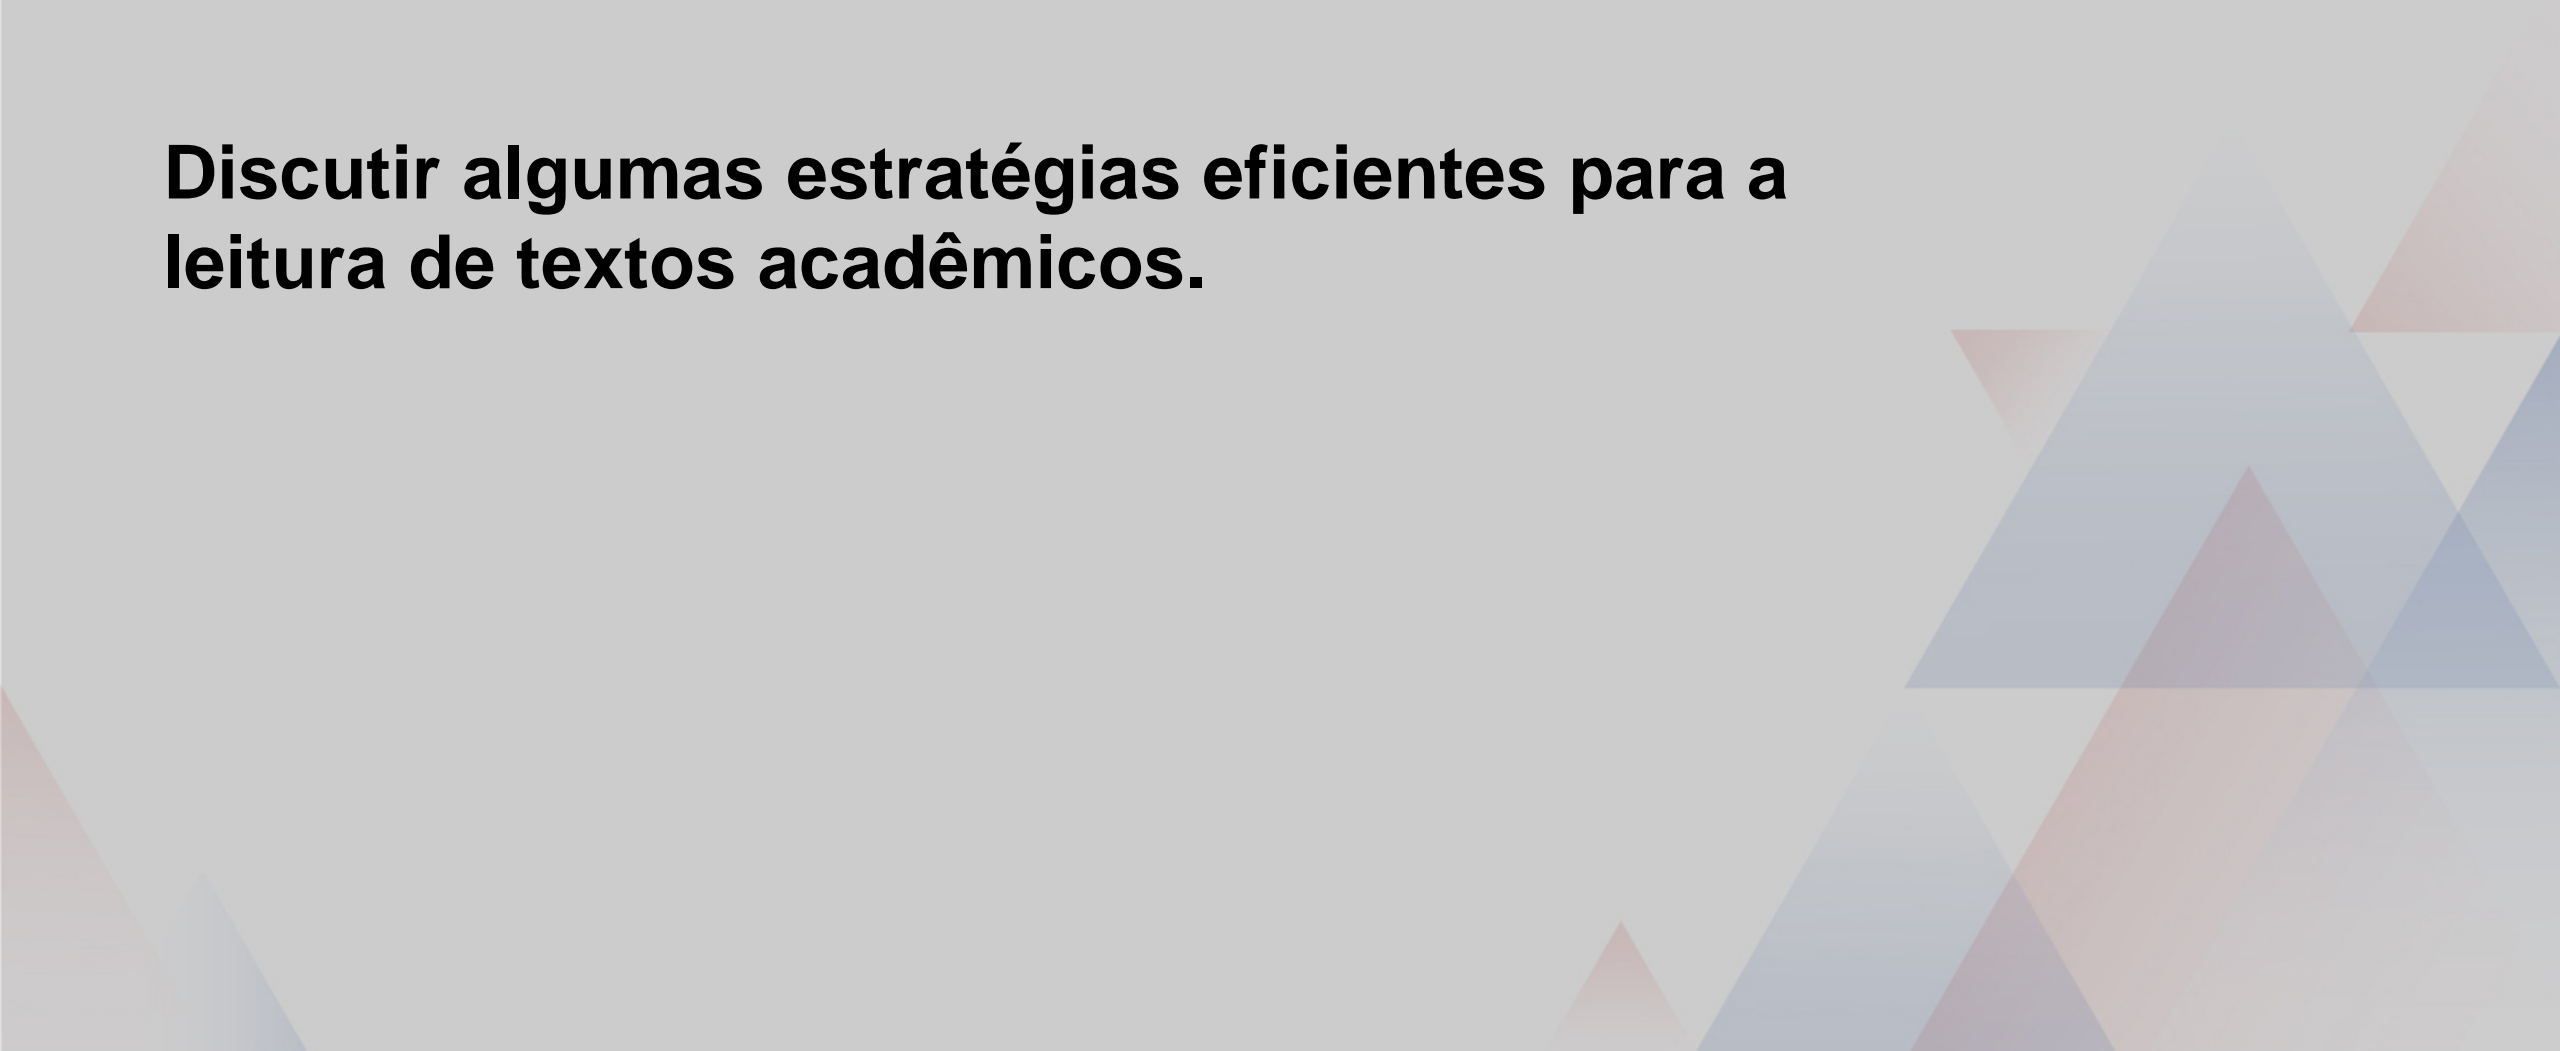 Discutir algumas estratégias eficientes para a
leitura de textos acadêmicos.